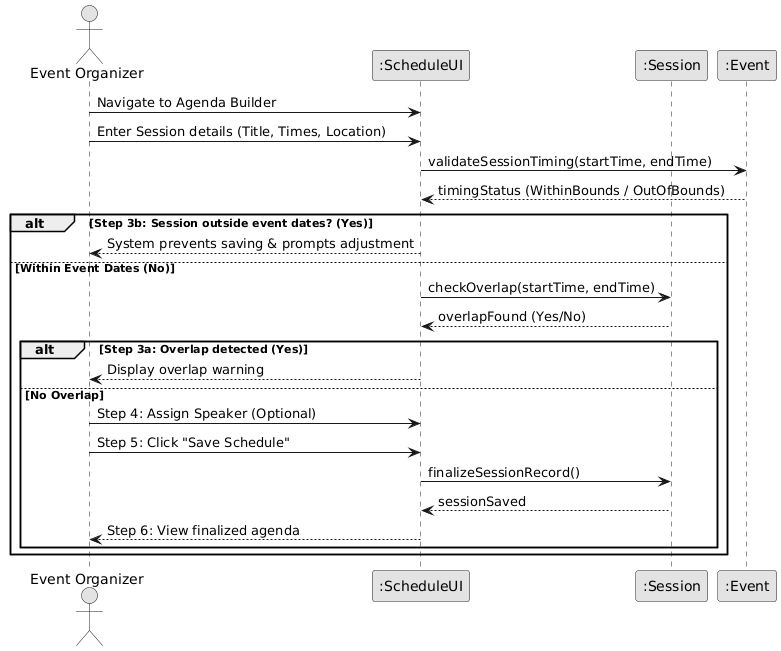 Event Organizer
:ScheduleUI
:Session
:Event
Navigate to Agenda Builder
Enter Session details (Title, Times, Location)
validateSessionTiming(startTime, endTime)
timingStatus (WithinBounds / OutOfBounds)
alt
[Step 3b: Session outside event dates? (Yes)]
System prevents saving & prompts adjustment
[Within Event Dates (No)]
checkOverlap(startTime, endTime)
overlapFound (Yes/No)
alt
[Step 3a: Overlap detected (Yes)]
Display overlap warning
[No Overlap]
Step 4: Assign Speaker (Optional)
Step 5: Click "Save Schedule"
finalizeSessionRecord()
sessionSaved
Step 6: View finalized agenda
Event Organizer
:ScheduleUI
:Session
:Event